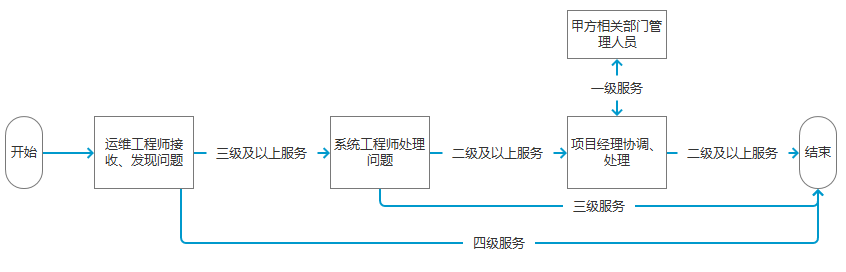 甲方相关部门管
理人员
一级服务
开始
运维工程师接
收、发现问题
三级及以上服务
系统工程师处理
问题
二级及以上服务
项目经理协调、
处理
二级及以上服务
结束
三级服务
四级服务